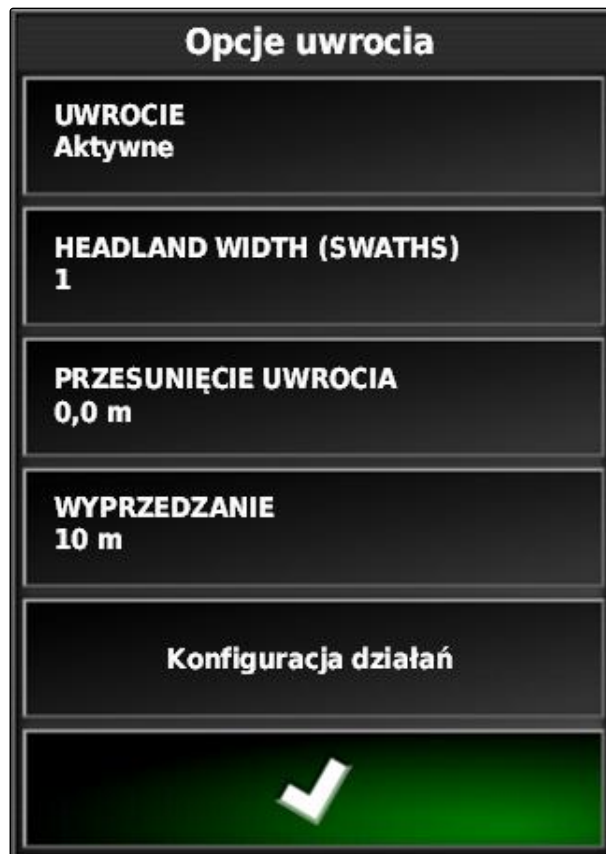 Opcje uwrocia
UWROCIE
Aktywne
HEADLAND WIDTH (SWATHS)
1
PRZESUNIĘCIE UWROCIA
0,0 m
WYPRZEDZANIE
10 m
Konfiguracja działań